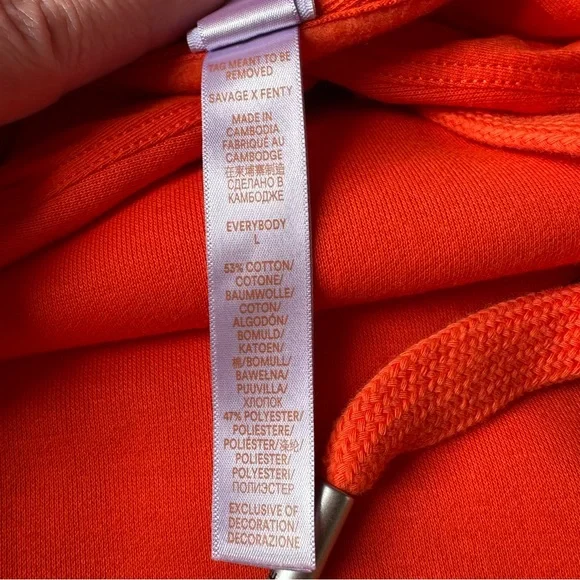 TAG MEANT TO BE
REMOVED
SAVAGE X FENTY
MADE IN
CAMBODIA
FABRIQUÉ AU
CAMBODGE
在柬埔寨制造
СДЕЛАНО В
КАМБОДЖЕ
EVERYBODY
L
53% COTTON/
COTONE/
BAUMWOLLE/
COTON/
ALGODÓN/
BOMULD/
KATOEN/
棉/BOMULL/
BAWEŁNA/
PUUVILLA/
ХЛОПОК
47% POLYESTER/
POLIESTERE/
POLIÉSTER/涤纶/
POLIESTER/
POLYESTERI/
ПОЛИЭСТЕР
EXCLUSIVE OF
DECORATION/
DECORAZIONE